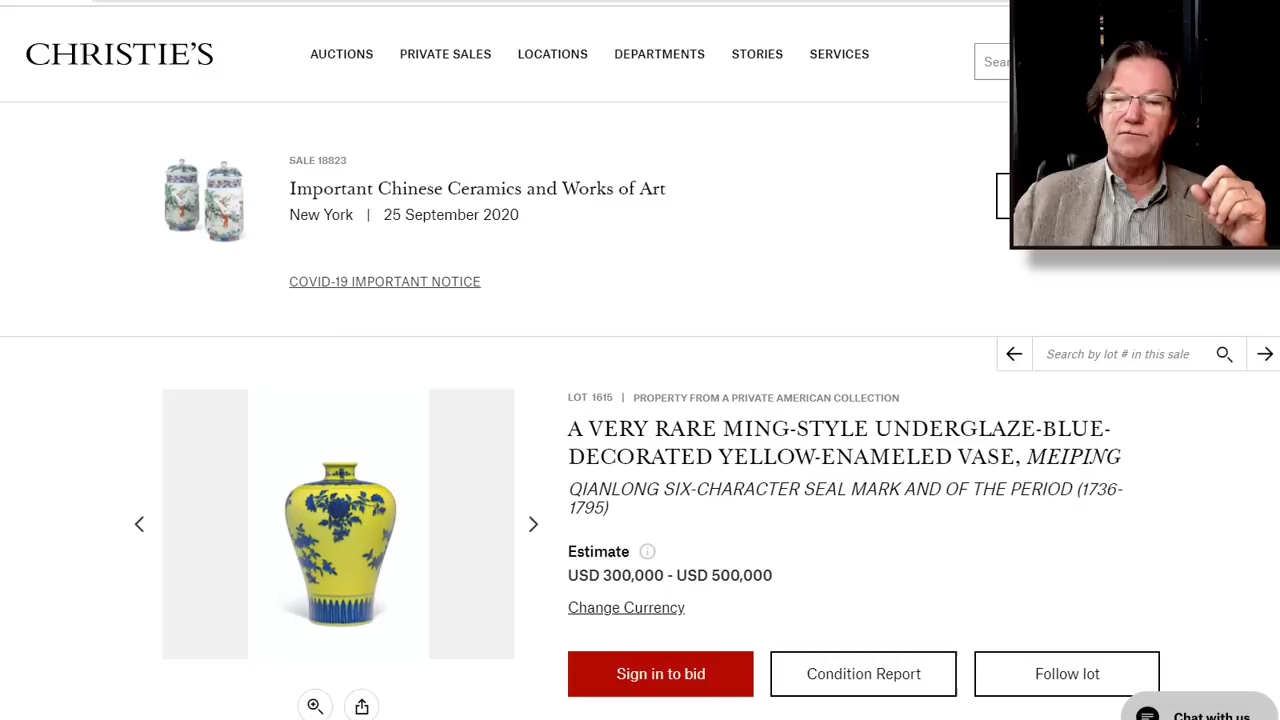 CHRISTIE'S
AUCTIONS PRIVATE SALES LOCATIONS DEPARTMENTS STORIES SERVICES
Sear
SALE 18823
Important Chinese Ceramics and Works of Art
New York | 25 September 2020
COVID-19 IMPORTANT NOTICE
Search by lot # in this sale
LOT 1615 | PROPERTY FROM A PRIVATE AMERICAN COLLECTION
A VERY RARE MING-STYLE UNDERGLAZE-BLUE-
DECORATED YELLOW-ENAMELED VASE, MEIPING
QIANLONG SIX-CHARACTER SEAL MARK AND OF THE PERIOD (1736-
1795)
Estimate
USD 300,000 - USD 500,000
Change Currency
Sign in to bid
Condition Report
Follow lot
Chat with us